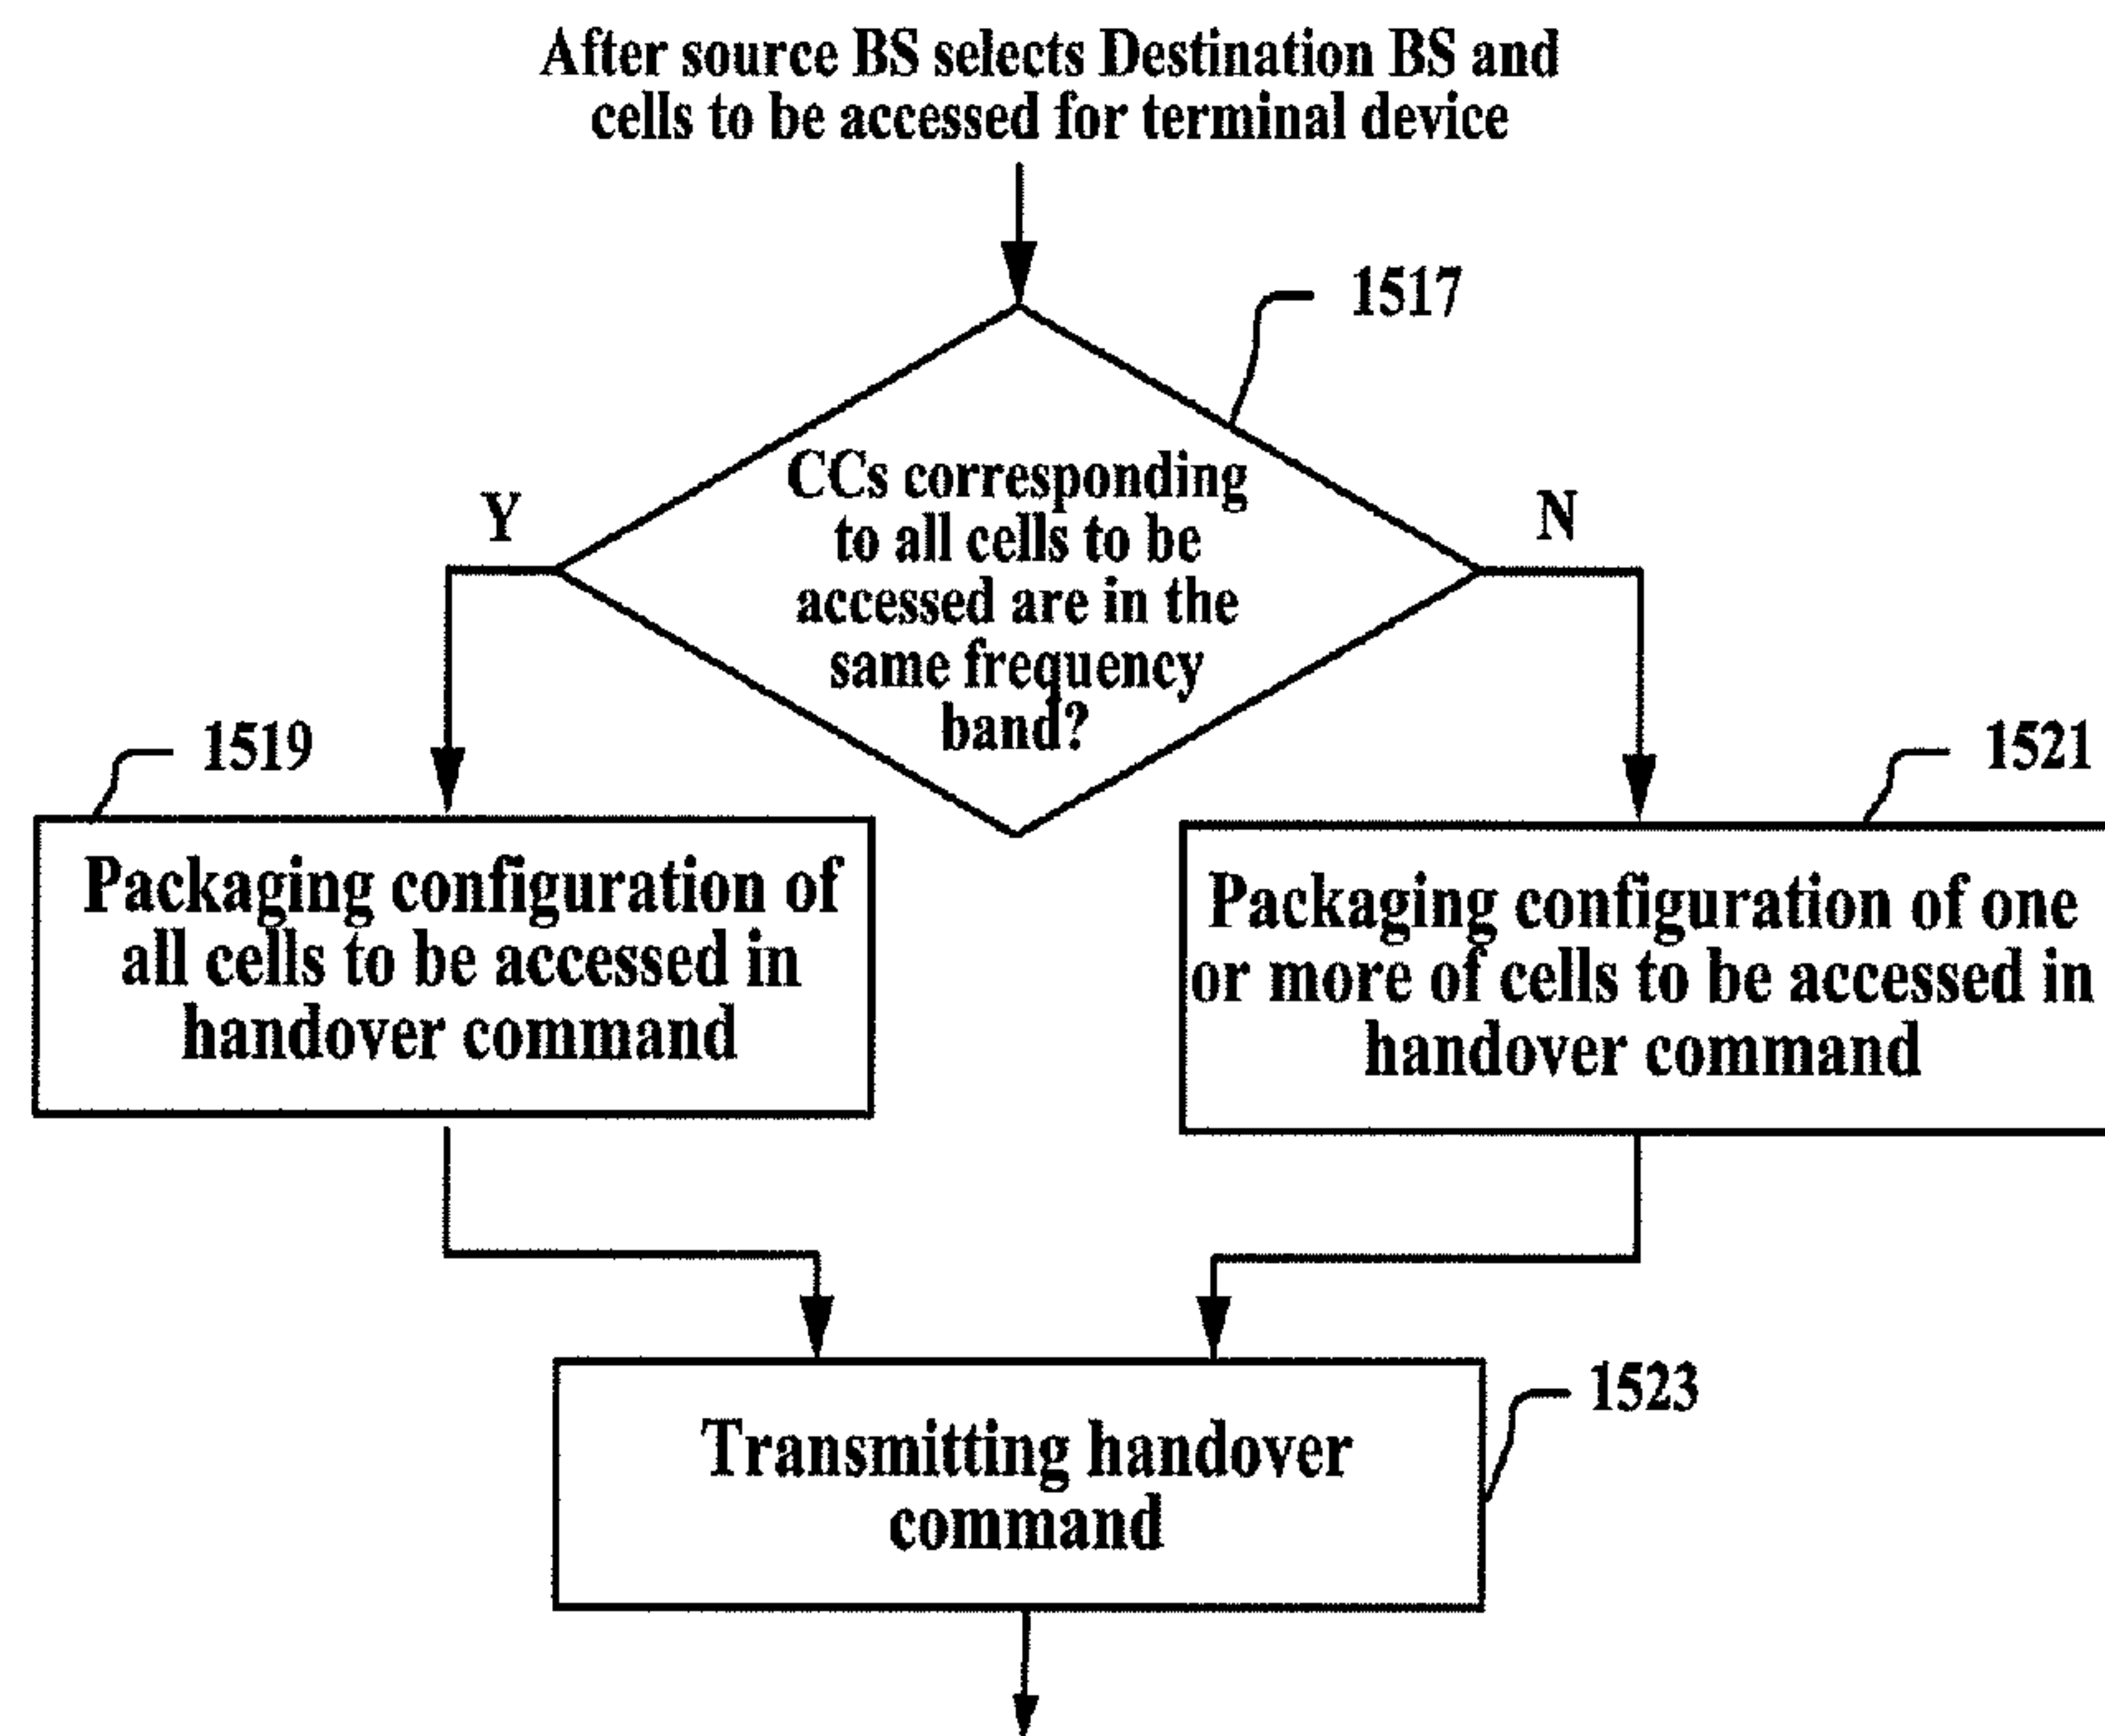 After source BS selects Destination BS and
cells to be accessed for terminal device
1517
CCs corresponding
to all cells to be
accessed are in the
same frequency
band?
Y
N
1519
1521
Packaging configuration of
all cells to be accessed in
handover command
Packaging configuration of one
or more of cells to be accessed in
handover command
1523
Transmitting handover
command